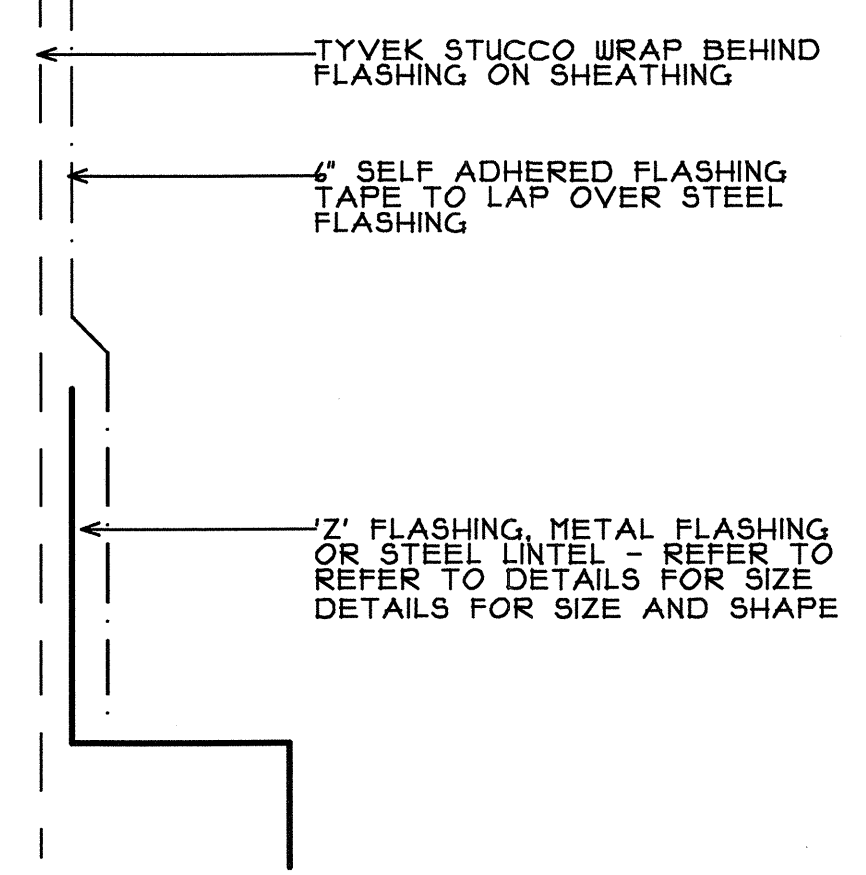 TYVEK STUCCO WRAP BEHIND
FLASHING ON SHEATHING
6" SELF ADHERED FLASHING
TAPE TO LAP OVER STEEL
FLASHING
'Z' FLASHING, METAL FLASHING
OR STEEL LINTEL - REFER TO
REFER TO DETAILS FOR SIZE
DETAILS FOR SIZE AND SHAPE